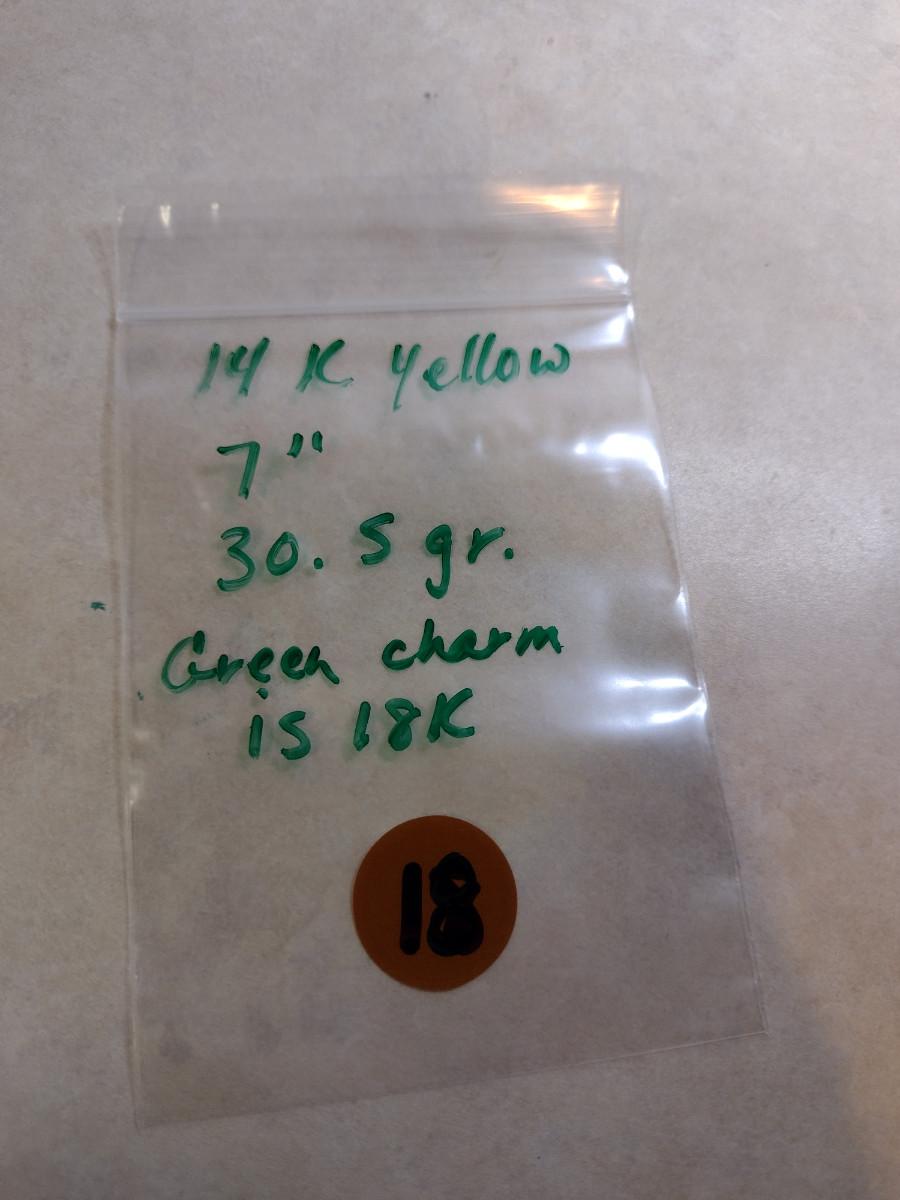 14 K yellow
7"
30.5 gr.
Green charm
is 18K
18